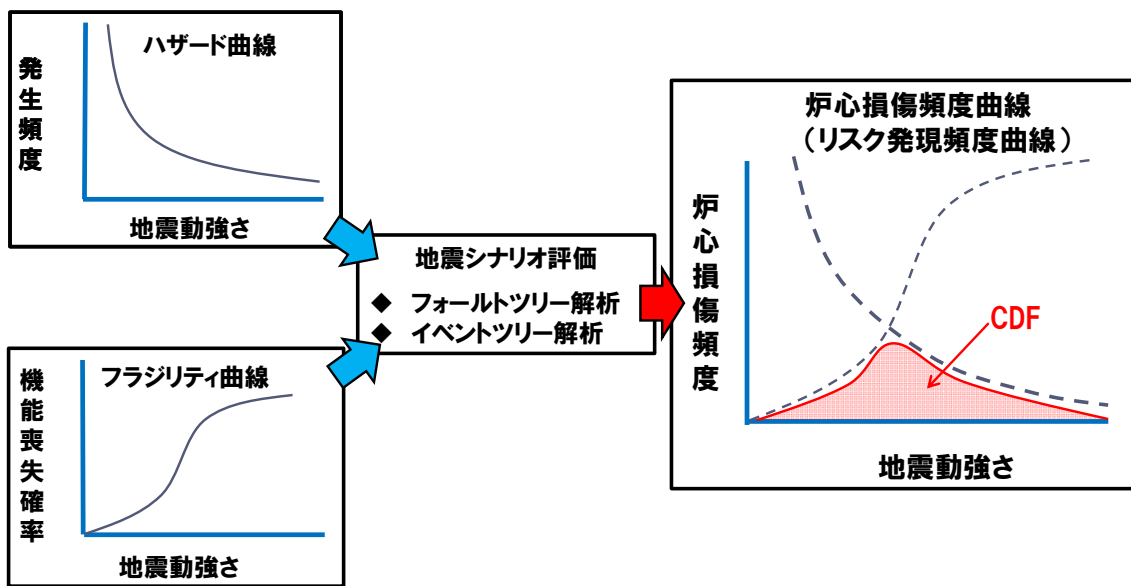 ハザード曲線
発生頻度
地震動強さ
フラジリティ曲線
機能喪失確率
地震動強さ
地震シナリオ評価
◆ フォールトツリー解析
◆ イベントツリー解析
炉心損傷頻度曲線
（リスク発現頻度曲線）
炉心損傷頻度
CDF
地震動強さ